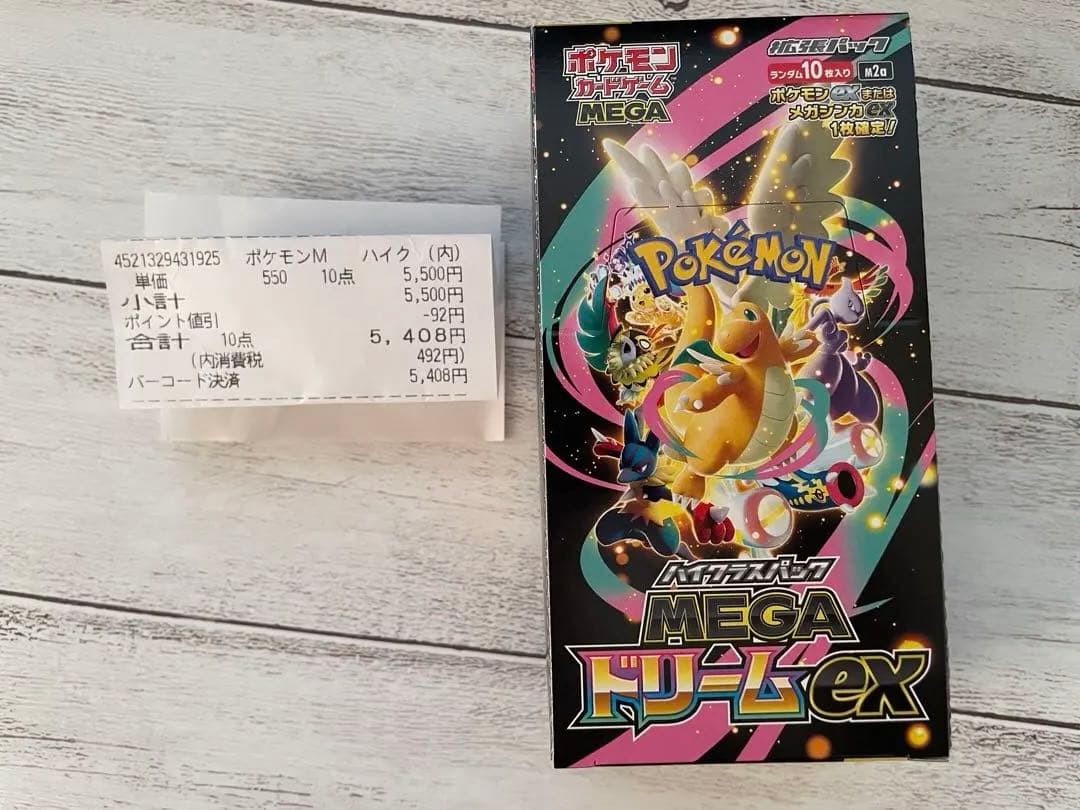 4521329431925 ポケモンM ハイク (内)
単価 550 10点 5,500円
小計 5,500円
ポイント値引 -92円
合計 10点 5,408円
(内消費税 492円)
バーコード決済 5,408円
ポケモン
カードゲーム
MEGA
拡張パック
ランダム10枚入り M2a
ポケモンexまたは
メガシンカex
1枚確定!
POKéMON
ハイクラスパック
MEGA
ドリームex